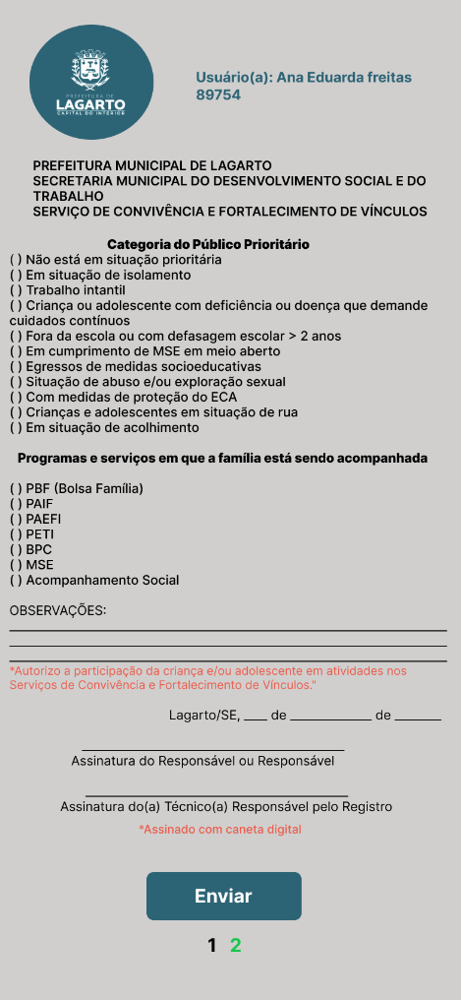 PREFEITURA DE
LAGARTO
CAPITAL DO INTERIOR
Usuário(a): Ana Eduarda freitas
89754
PREFEITURA MUNICIPAL DE LAGARTO
SECRETARIA MUNICIPAL DO DESENVOLVIMENTO SOCIAL E DO
TRABALHO
SERVIÇO DE CONVIVÊNCIA E FORTALECIMENTO DE VÍNCULOS
Categoria do Público Prioritário
( ) Não está em situação prioritária
( ) Em situação de isolamento
( ) Trabalho intantil
( ) Criança ou adolescente com deficiência ou doença que demande
cuidados contínuos
( ) Fora da escola ou com defasagem escolar > 2 anos
( ) Em cumprimento de MSE em meio aberto
( ) Egressos de medidas socioeducativas
( ) Situação de abuso e/ou exploração sexual
( ) Com medidas de proteção do ECA
( ) Crianças e adolescentes em situação de rua
( ) Em situação de acolhimento
Programas e serviços em que a família está sendo acompanhada
( ) PBF (Bolsa Família)
( ) PAIF
( ) PAEFI
( ) PETI
( ) BPC
( ) MSE
( ) Acompanhamento Social
OBSERVAÇÕES:
*Autorizo a participação da criança e/ou adolescente em atividades nos
Serviços de Convivência e Fortalecimento de Vínculos."
Lagarto/SE, ___ de ___________ de ______
Assinatura do Responsável ou Responsável
Assinatura do(a) Técnico(a) Responsável pelo Registro
*Assinado com caneta digital
Enviar
1 2